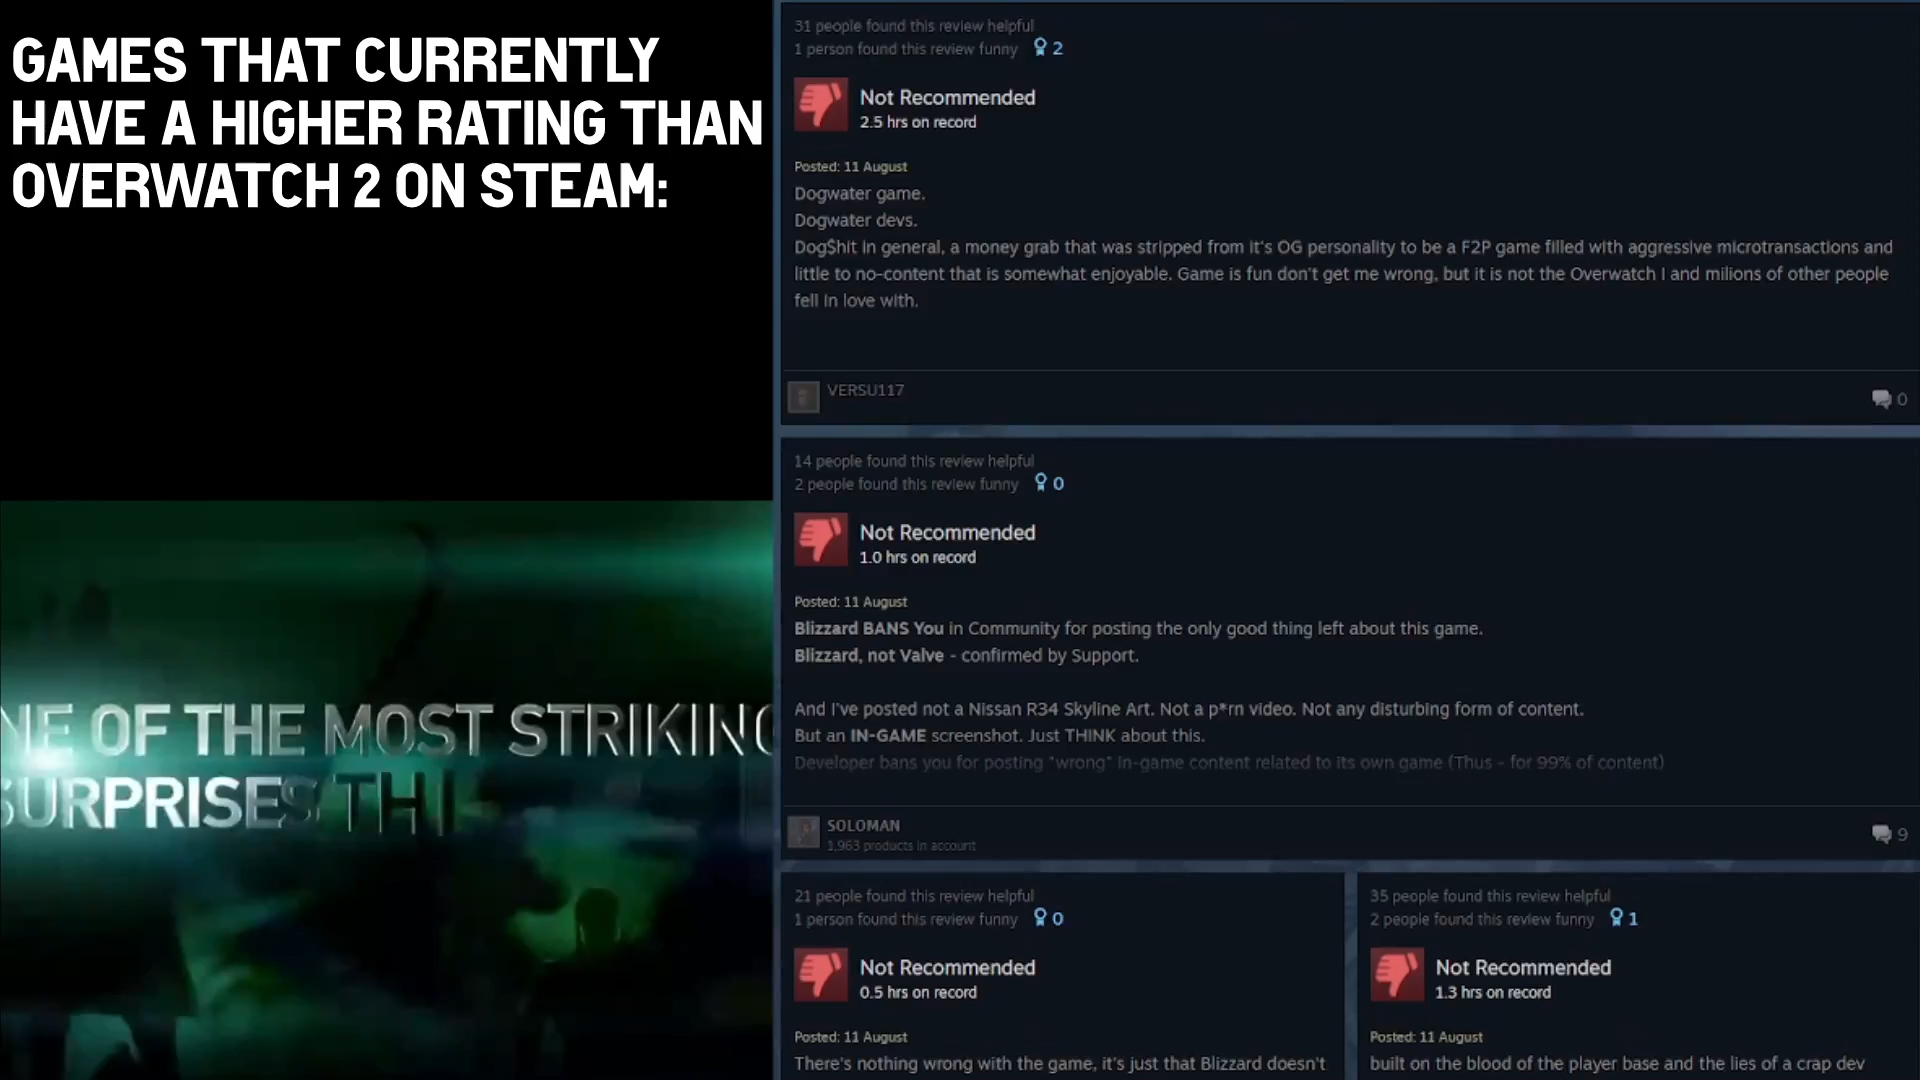 GAMES THAT CURRENTLY
HAVE A HIGHER RATING THAN
OVERWATCH 2 ON STEAM:
NE OF THE MOST STRIKING
SURPRISES THI
31 people found this review helpful
1 person found this review funny 2
Not Recommended
2.5 hrs on record
Posted: 11 August
Dogwater game.
Dogwater devs.
Dog$hit in general, a money grab that was stripped from it's OG personality to be a F2P game filled with aggressive microtransactions and
little to no-content that is somewhat enjoyable. Game is fun don't get me wrong, but it is not the Overwatch I and milions of other people
fell in love with.
VERSU117
0
14 people found this review helpful
2 people found this review funny 0
Not Recommended
1.0 hrs on record
Posted: 11 August
Blizzard BANS You in Community for posting the only good thing left about this game.
Blizzard, not Valve - confirmed by Support.
And I've posted not a Nissan R34 Skyline Art. Not a p*rn video. Not any disturbing form of content.
But an IN-GAME screenshot. Just THINK about this.
Developer bans you for posting "wrong" in-game content related to its own game (Thus - for 99% of content)
SOLOMAN
1,963 products in account
9
21 people found this review helpful
1 person found this review funny 0
Not Recommended
0.5 hrs on record
Posted: 11 August
There's nothing wrong with the game, it's just that Blizzard doesn't
35 people found this review helpful
2 people found this review funny 1
Not Recommended
1.3 hrs on record
Posted: 11 August
built on the blood of the player base and the lies of a crap dev